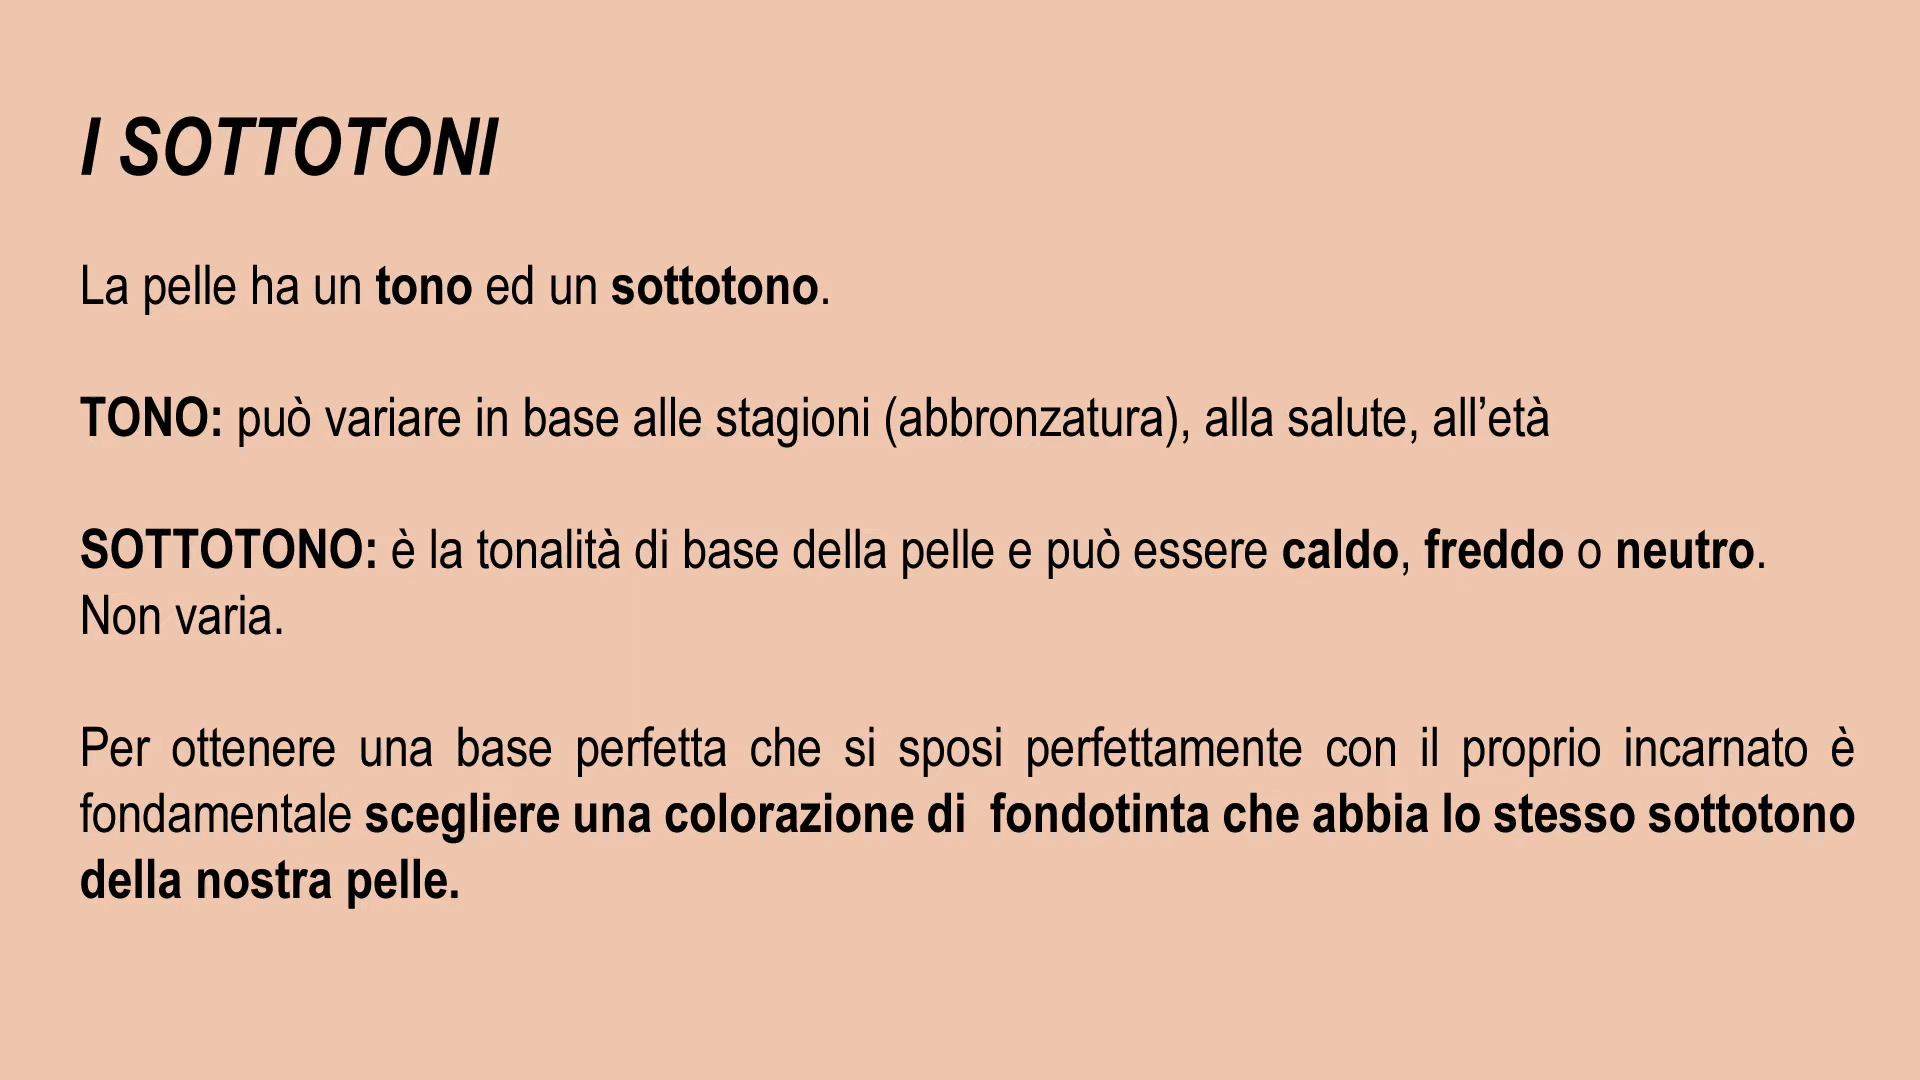 I SOTTOTONI
La pelle ha un tono ed un sottotono.
TONO: può variare in base alle stagioni (abbronzatura), alla salute, all’età
SOTTOTONO: è la tonalità di base della pelle e può essere caldo, freddo o neutro.
Non varia.
Per ottenere una base perfetta che si sposi perfettamente con il proprio incarnato è
fondamentale scegliere una colorazione di  fondotinta che abbia lo stesso sottotono
della nostra pelle.